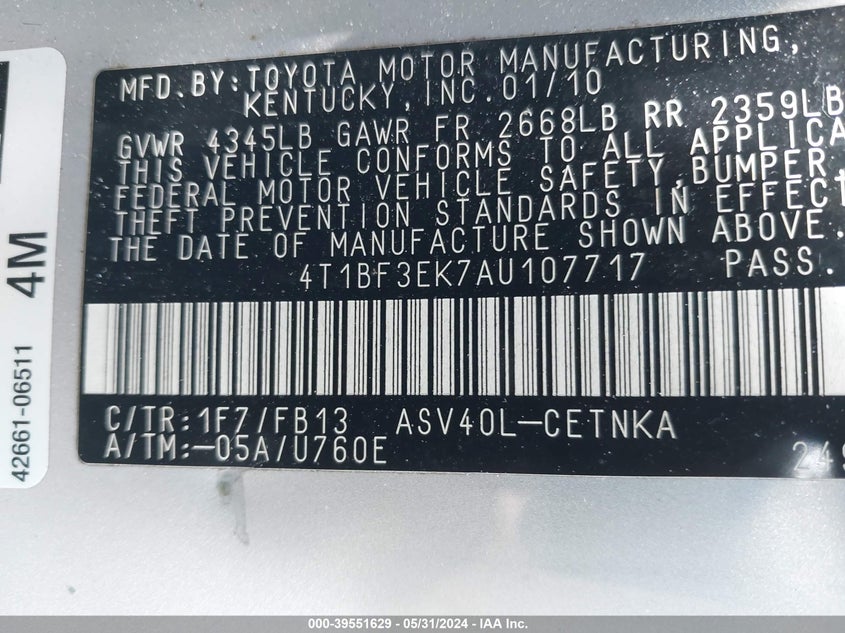 MFD. BY: TOYOTA MOTOR MANUFACTURING,
KENTUCKY, INC. 01/10
GVWR 4345LB GAWR FR 2668LB RR 2359LB
THIS VEHICLE CONFORMS TO ALL APPLICA
FEDERAL MOTOR VEHICLE SAFETY, BUMPER,
THEFT PREVENTION STANDARDS IN EFFECT
THE DATE OF MANUFACTURE SHOWN ABOVE.
4T1BF3EK7AU107717 PASS.
C/TR: 1F7/FB13 ASV40L-CETNKA
A/TM:-05A/U760E
249
42661-06511 4M
000-39551629 - 05/31/2024 - IAA Inc.